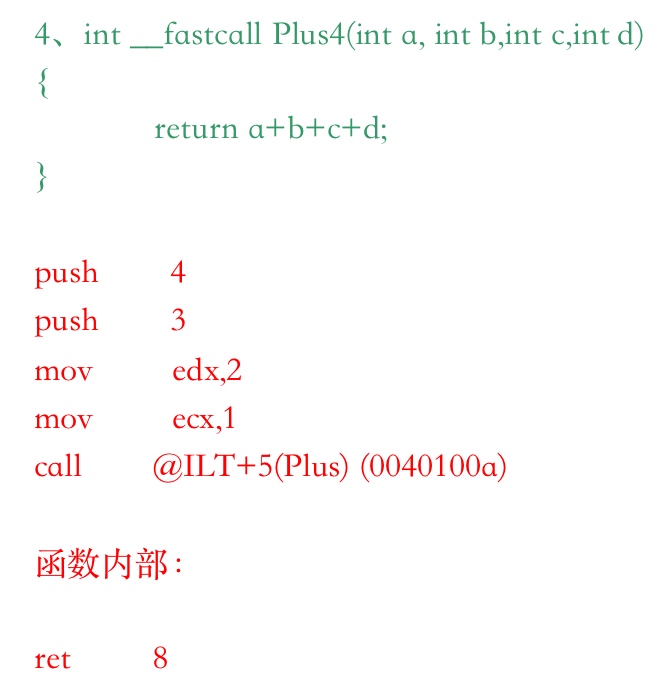 4、int __fastcall Plus4(int a, int b,int c,int d)
{
return a+b+c+d;
}
push 4
push 3
mov edx,2
mov ecx,1
call @ILT+5(Plus) (0040100a)
函数内部：
ret 8